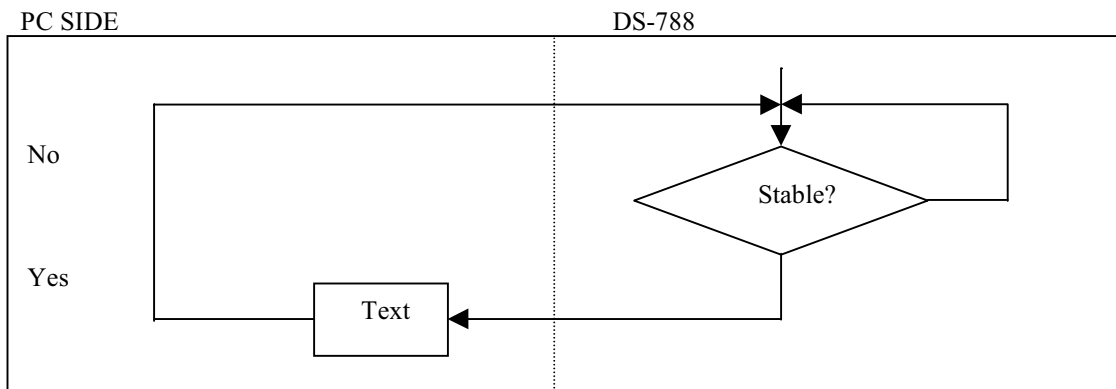 PC SIDE
DS-788
No
Stable?
Yes
Text